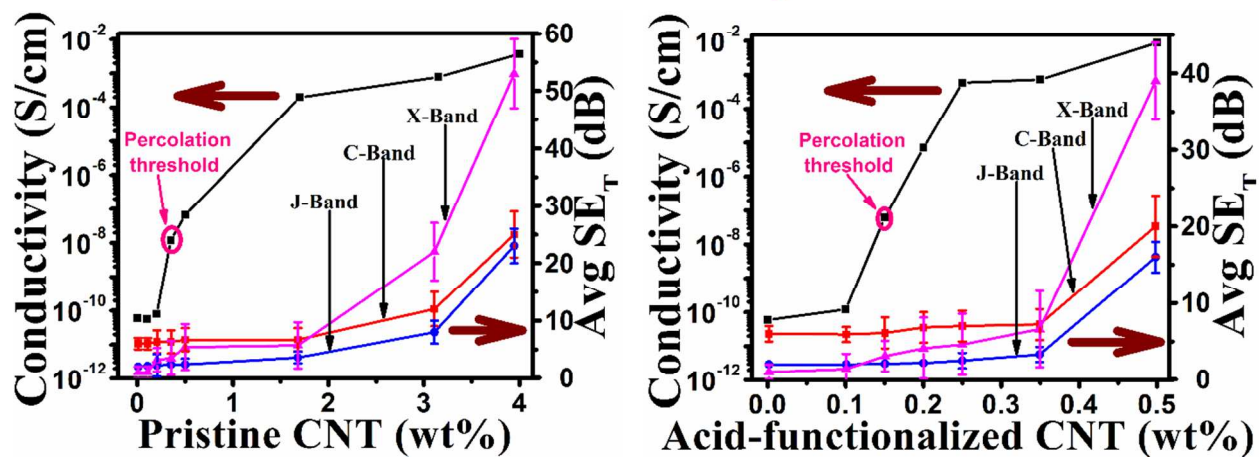 Conductivity (S/cm)
10⁻²
10⁻⁴
10⁻⁶
10⁻⁸
10⁻¹⁰
10⁻¹²
Percolation
threshold
X-Band
C-Band
J-Band
60
50
40
30
20
10
0
Avg SE_T (dB)
0 1 2 3 4
Pristine CNT (wt%)
Conductivity (S/cm)
10⁻²
10⁻⁴
10⁻⁶
10⁻⁸
10⁻¹⁰
10⁻¹²
Percolation
threshold
X-Band
C-Band
J-Band
40
30
20
10
0
Avg SE_T (dB)
0.0 0.1 0.2 0.3 0.4 0.5
Acid-functionalized CNT (wt%)